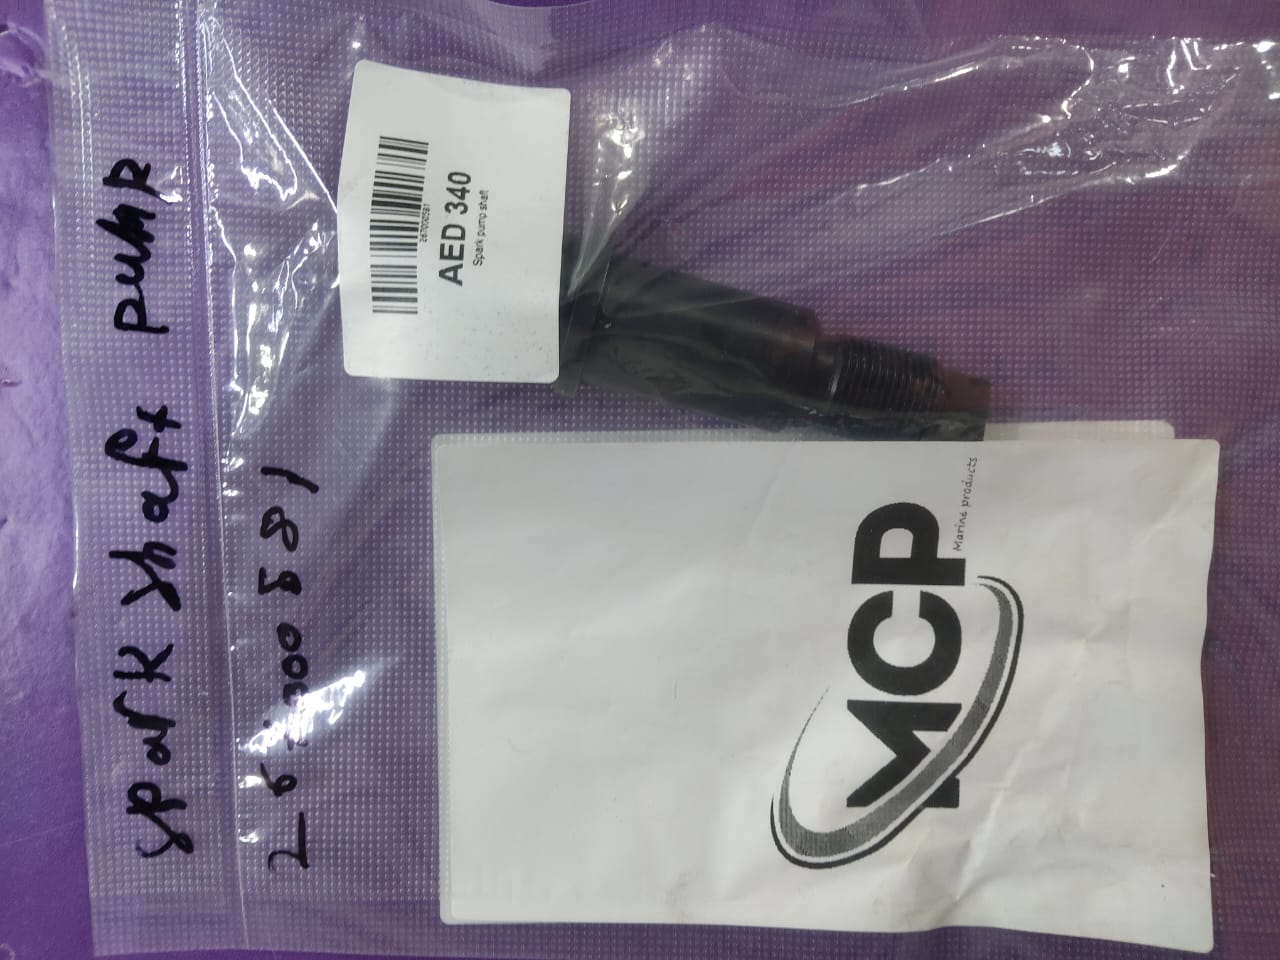 spark shaft pump
267000581
267000581
AED 340
Spark pump shaft
MCP
Marine products